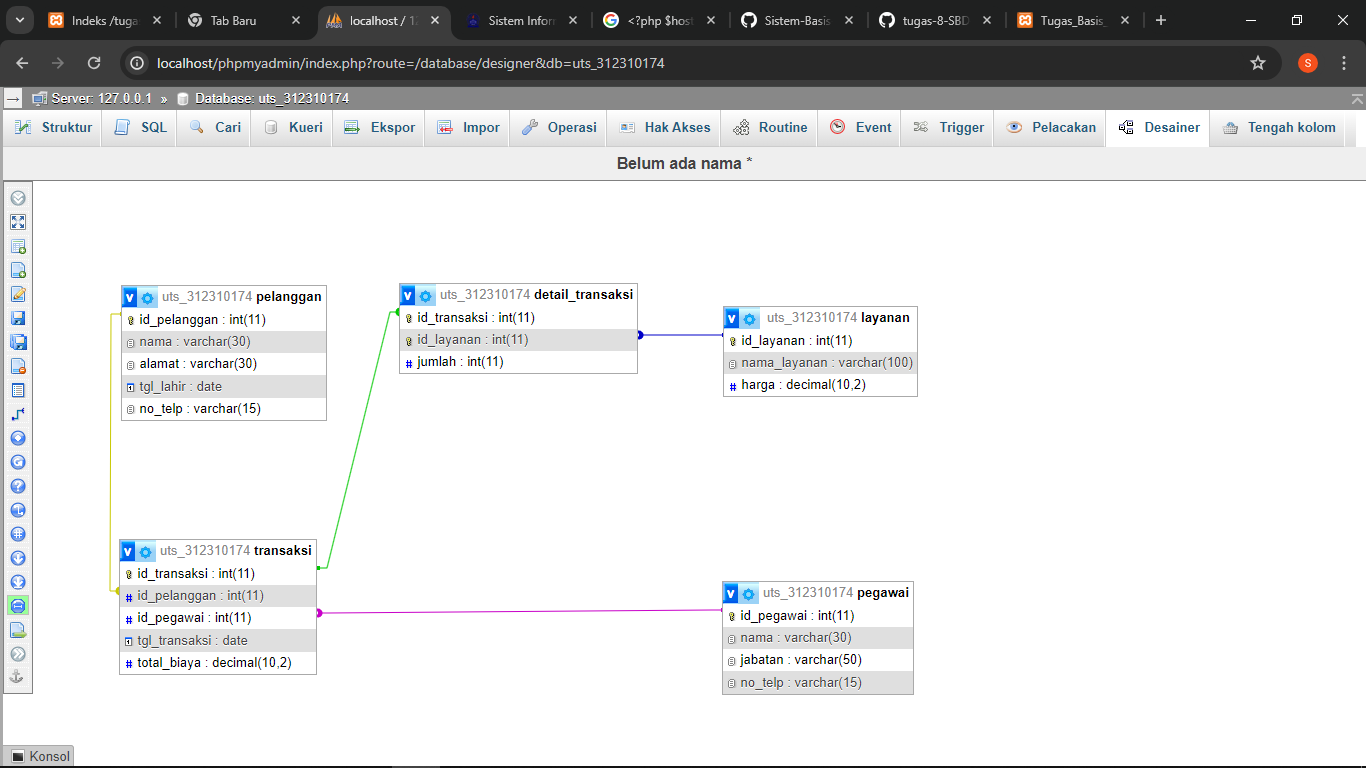 Indeks /tuga
Tab Baru
localhost / 12
Sistem Inforr
<?php $host
Sistem-Basis
tugas-8-SBD
Tugas_Basis_
localhost/phpmyadmin/index.php?route=/database/designer&db=uts_312310174
S
Server: 127.0.0.1 » Database: uts_312310174
Struktur
SQL
Cari
Kueri
Ekspor
Impor
Operasi
Hak Akses
Routine
Event
Trigger
Pelacakan
Desainer
Tengah kolom
Belum ada nama *
v uts_312310174 pelanggan
id_pelanggan : int(11)
nama : varchar(30)
alamat : varchar(30)
tgl_lahir : date
no_telp : varchar(15)
v uts_312310174 detail_transaksi
id_transaksi : int(11)
id_layanan : int(11)
# jumlah : int(11)
v uts_312310174 layanan
id_layanan : int(11)
nama_layanan : varchar(100)
# harga : decimal(10,2)
v uts_312310174 transaksi
id_transaksi : int(11)
# id_pelanggan : int(11)
# id_pegawai : int(11)
tgl_transaksi : date
# total_biaya : decimal(10,2)
v uts_312310174 pegawai
id_pegawai : int(11)
nama : varchar(30)
jabatan : varchar(50)
no_telp : varchar(15)
Konsol